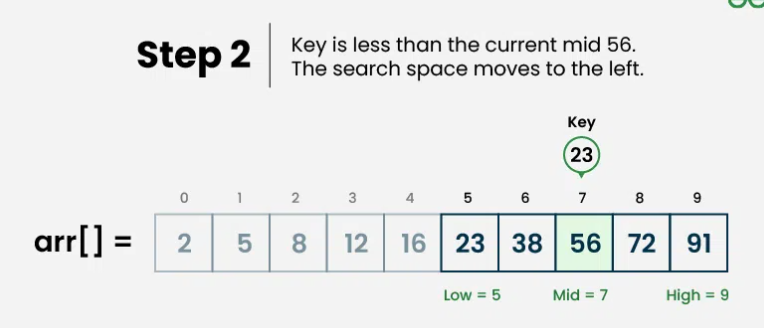 Step 2
Key is less than the current mid 56.
The search space moves to the left.
Key
23
0 1 2 3 4 5 6 7 8 9
arr[] = 2 5 8 12 16 23 38 56 72 91
Low = 5 Mid = 7 High = 9